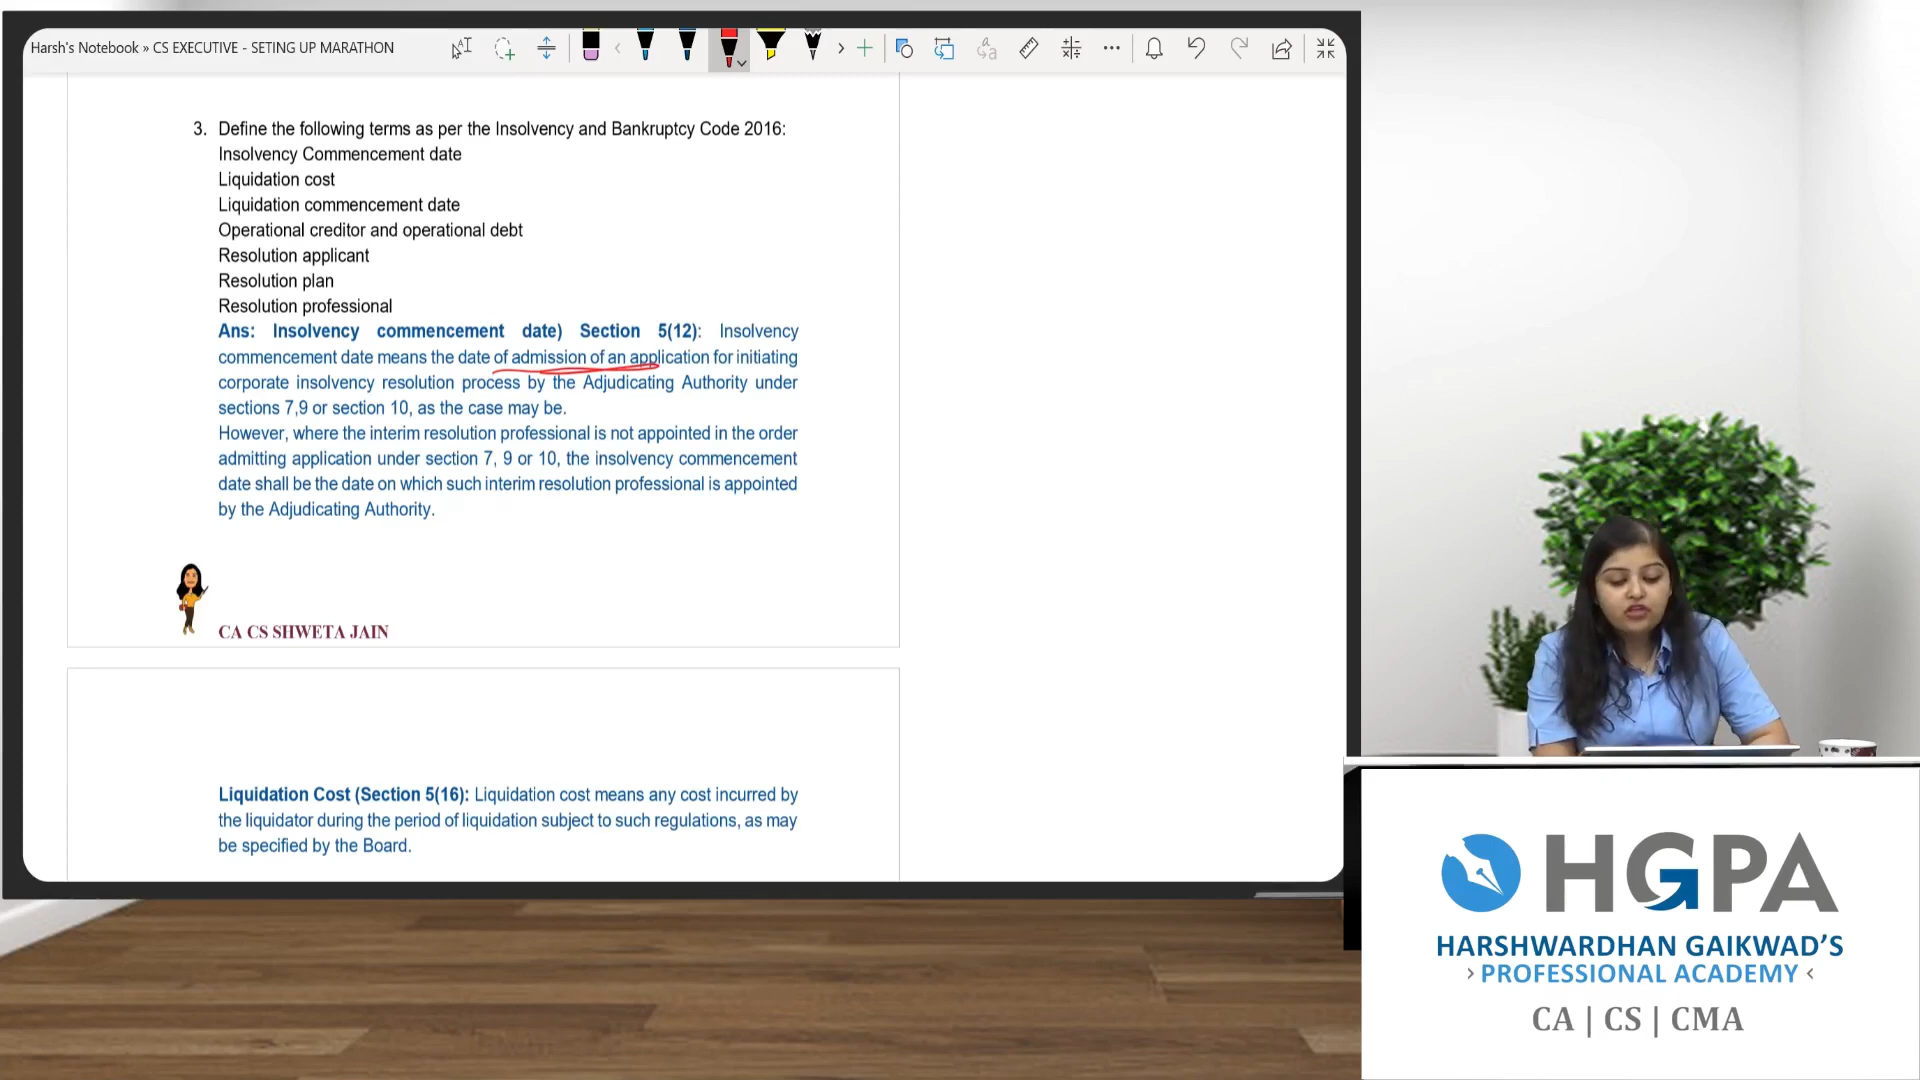 Harsh's Notebook » CS EXECUTIVE - SETING UP MARATHON
3. Define the following terms as per the Insolvency and Bankruptcy Code 2016:
Insolvency Commencement date
Liquidation cost
Liquidation commencement date
Operational creditor and operational debt
Resolution applicant
Resolution plan
Resolution professional
Ans: Insolvency commencement date) Section 5(12): Insolvency
commencement date means the date of admission of an application for initiating
corporate insolvency resolution process by the Adjudicating Authority under
sections 7,9 or section 10, as the case may be.
However, where the interim resolution professional is not appointed in the order
admitting application under section 7, 9 or 10, the insolvency commencement
date shall be the date on which such interim resolution professional is appointed
by the Adjudicating Authority.
CA CS SHWETA JAIN
Liquidation Cost (Section 5(16): Liquidation cost means any cost incurred by
the liquidator during the period of liquidation subject to such regulations, as may
be specified by the Board.
HGPA
HARSHWARDHAN GAIKWAD'S
› PROFESSIONAL ACADEMY ‹
CA | CS | CMA